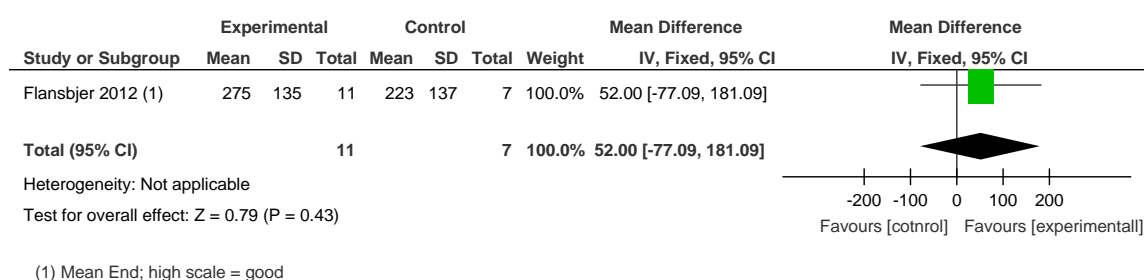 Experimental Control Mean Difference Mean Difference
Study or Subgroup Mean SD Total Mean SD Total Weight IV, Fixed, 95% CI IV, Fixed, 95% CI
Flansbjer 2012 (1) 275 135 11 223 137 7 100.0% 52.00 [-77.09, 181.09]
Total (95% CI) 11 7 100.0% 52.00 [-77.09, 181.09]
Heterogeneity: Not applicable
Test for overall effect: Z = 0.79 (P = 0.43)
-200 -100 0 100 200
Favours [cotnrol] Favours [experimentall]
(1) Mean End; high scale = good